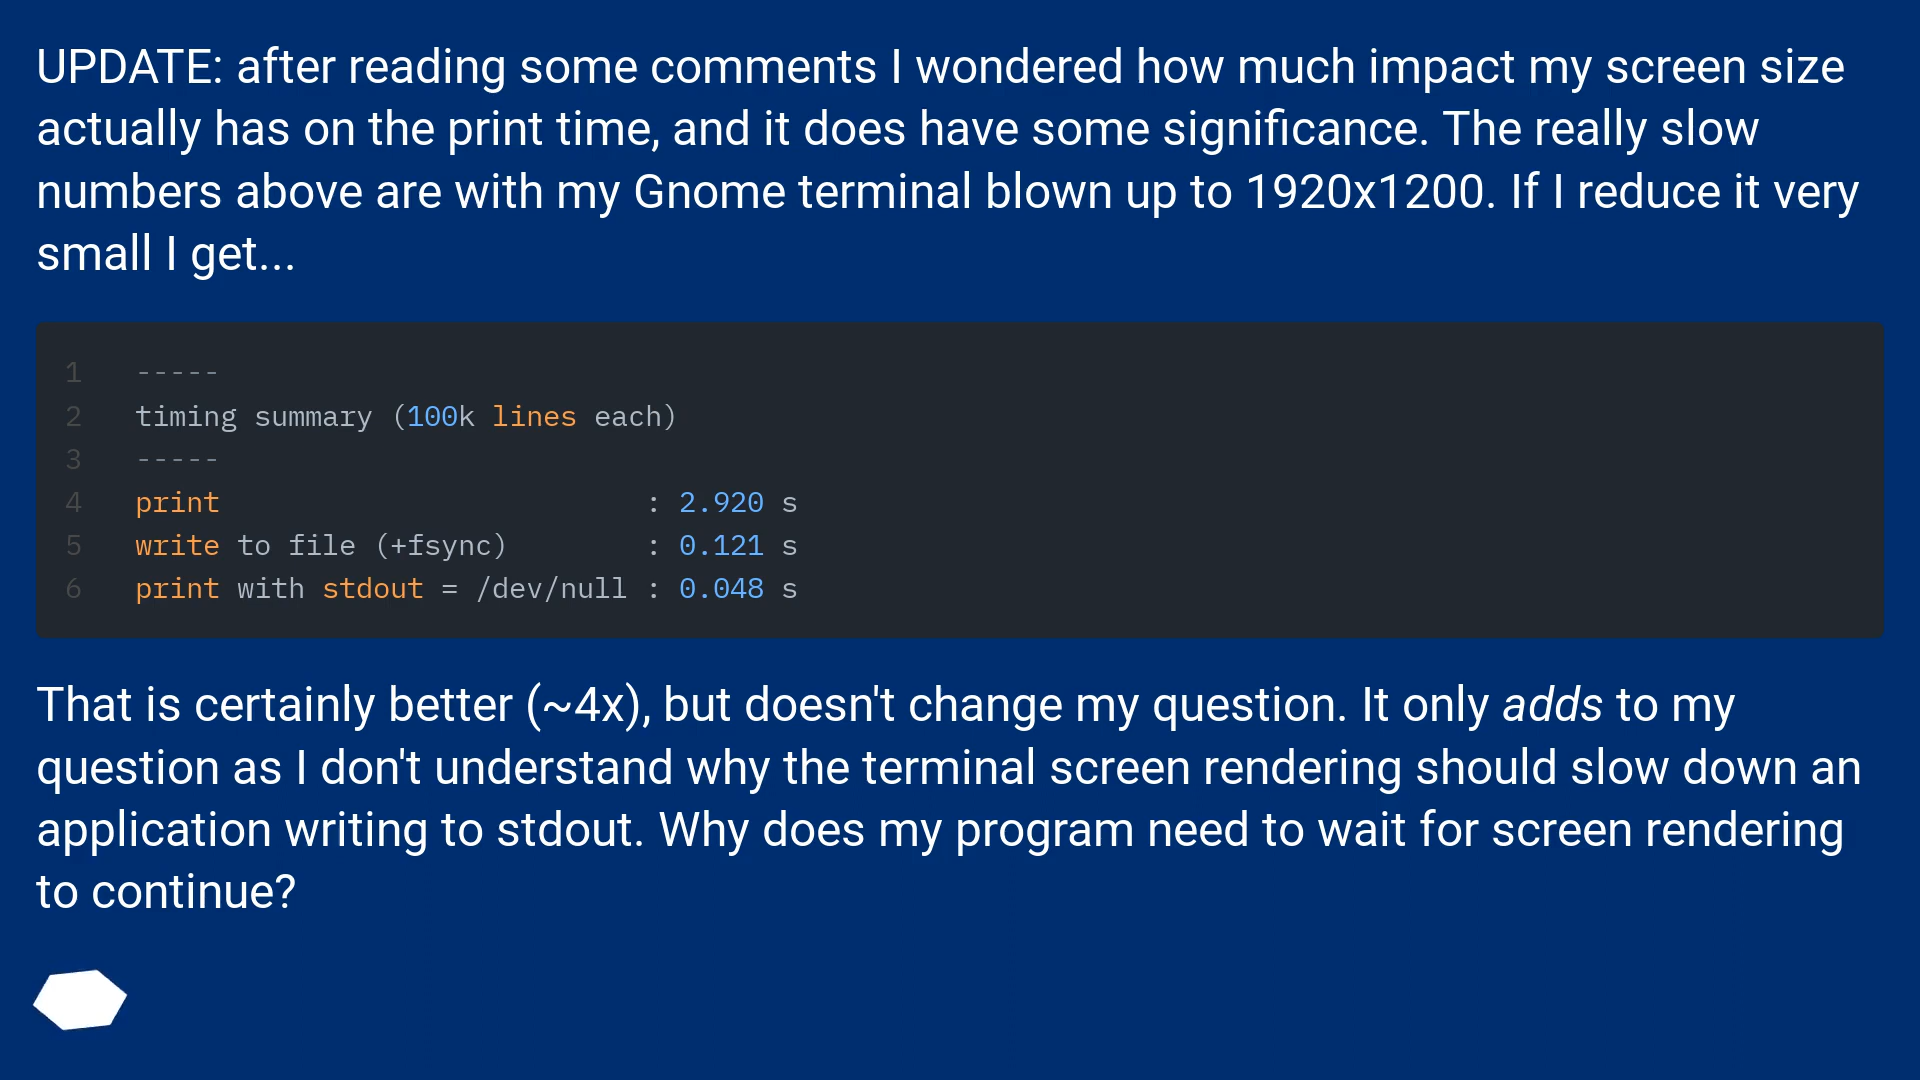 UPDATE: after reading some comments I wondered how much impact my screen size
actually has on the print time, and it does have some significance. The really slow
numbers above are with my Gnome terminal blown up to 1920x1200. If I reduce it very
small I get...
1 -----
2 timing summary (100k lines each)
3 -----
4 print                         : 2.920 s
5 write to file (+fsync)        : 0.121 s
6 print with stdout = /dev/null : 0.048 s
That is certainly better (~4x), but doesn't change my question. It only adds to my
question as I don't understand why the terminal screen rendering should slow down an
application writing to stdout. Why does my program need to wait for screen rendering
to continue?